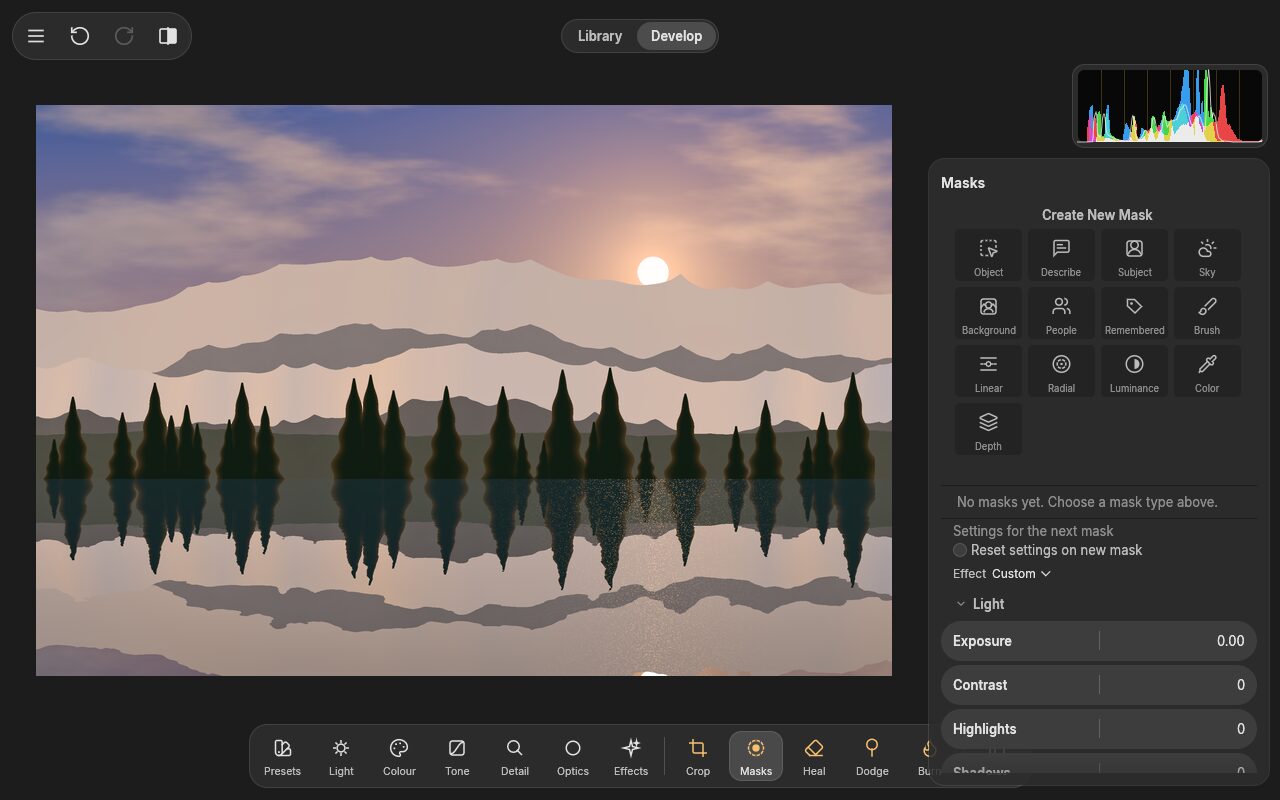 Library Develop
Masks
Create New Mask
Object Describe Subject Sky
Background People Remembered Brush
Linear Radial Luminance Color
Depth
No masks yet. Choose a mask type above.
Settings for the next mask
Reset settings on new mask
Effect Custom
Light
Exposure 0.00
Contrast 0
Highlights 0
Shadows 0
Presets Light Colour Tone Detail Optics Effects Crop Masks Heal Dodge